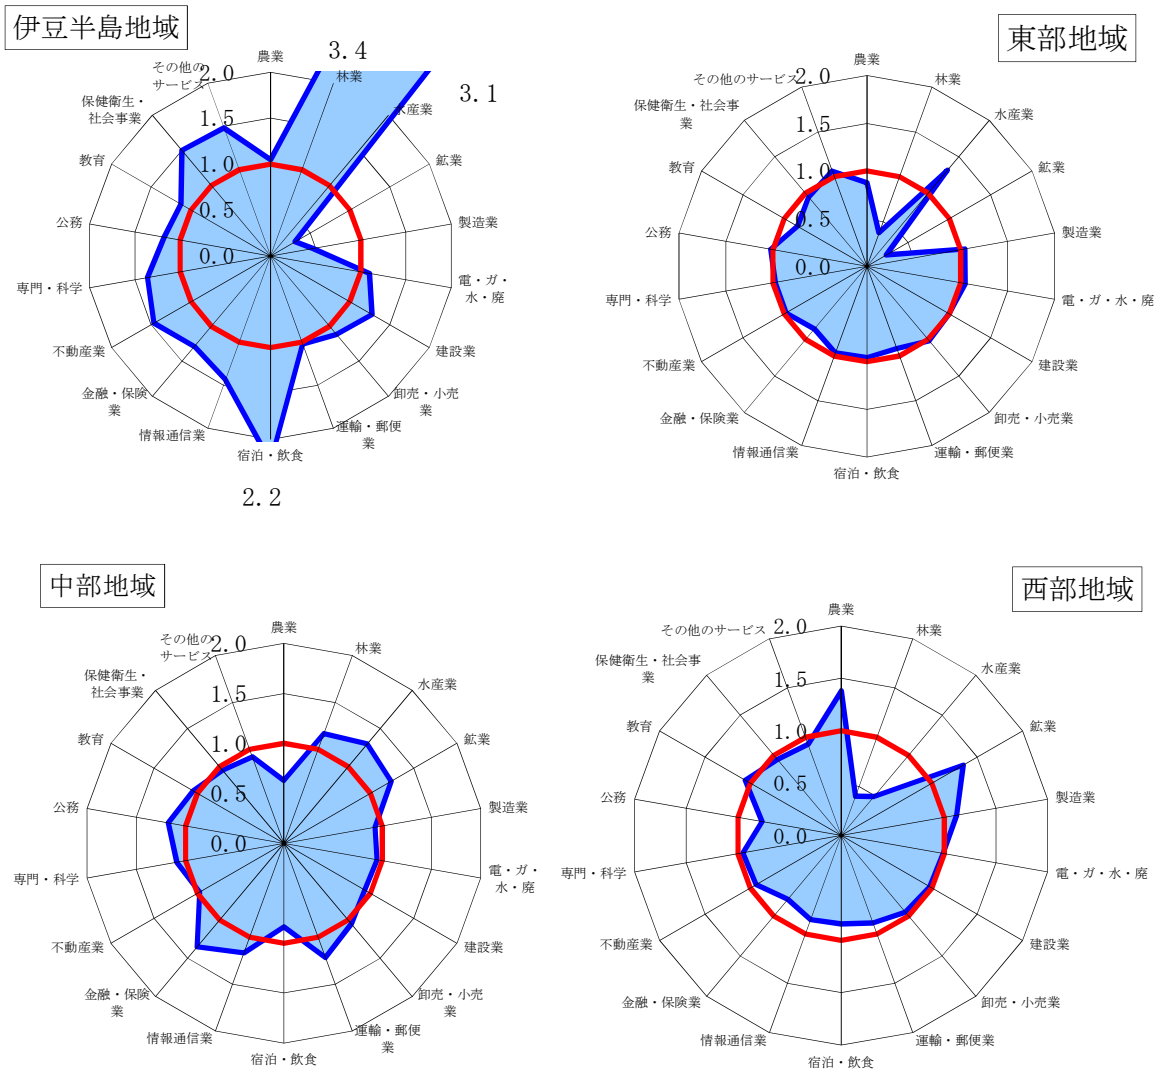 伊豆半島地域
3.4
3.1
農業
林業
水産業
鉱業
製造業
電・ガ・
水・廃
建設業
卸売・小売
業
運輸・郵便
業
宿泊・飲食
2.2
情報通信業
金融・保険
業
不動産業
専門・科学
公務
教育
保健衛生・
社会事業
その他の
サービス
2.0
1.5
1.0
0.5
0.0
東部地域
農業
林業
水産業
鉱業
製造業
電・ガ・水・廃
建設業
卸売・小売業
運輸・郵便業
宿泊・飲食
情報通信業
金融・保険業
不動産業
専門・科学
公務
教育
保健衛生・社会事
業
その他のサービス
2.0
1.5
1.0
0.5
0.0
中部地域
農業
林業
水産業
鉱業
製造業
電・ガ・
水・廃
建設業
卸売・小売
業
運輸・郵便
業
宿泊・飲食
情報通信業
金融・保険
業
不動産業
専門・科学
公務
教育
保健衛生・
社会事業
その他の
サービス
2.0
1.5
1.0
0.5
0.0
西部地域
農業
林業
水産業
鉱業
製造業
電・ガ・水・廃
建設業
卸売・小売業
運輸・郵便業
宿泊・飲食
情報通信業
金融・保険業
不動産業
専門・科学
公務
教育
保健衛生・社会事
業
その他のサービス
2.0
1.5
1.0
0.5
0.0